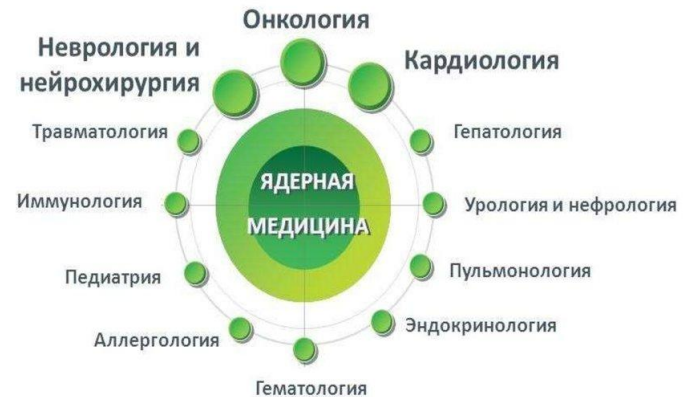 Онкология
Неврология и
нейрохирургия
Кардиология
Травматология
Гепатология
ЯДЕРНАЯ
МЕДИЦИНА
Иммунология
Урология и нефрология
Педиатрия
Пульмонология
Аллергология
Эндокринология
Гематология